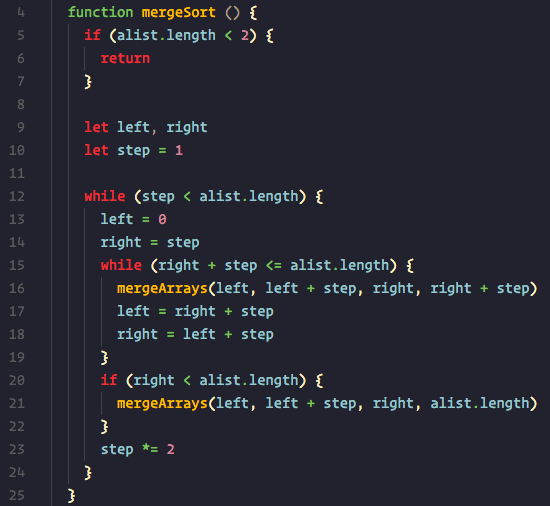 4 function mergeSort () {
5 if (alist.length < 2) {
6 return
7 }
8
9 let left, right
10 let step = 1
11
12 while (step < alist.length) {
13 left = 0
14 right = step
15 while (right + step <= alist.length) {
16 mergeArrays(left, left + step, right, right + step)
17 left = right + step
18 right = left + step
19 }
20 if (right < alist.length) {
21 mergeArrays(left, left + step, right, alist.length)
22 }
23 step *= 2
24 }
25 }